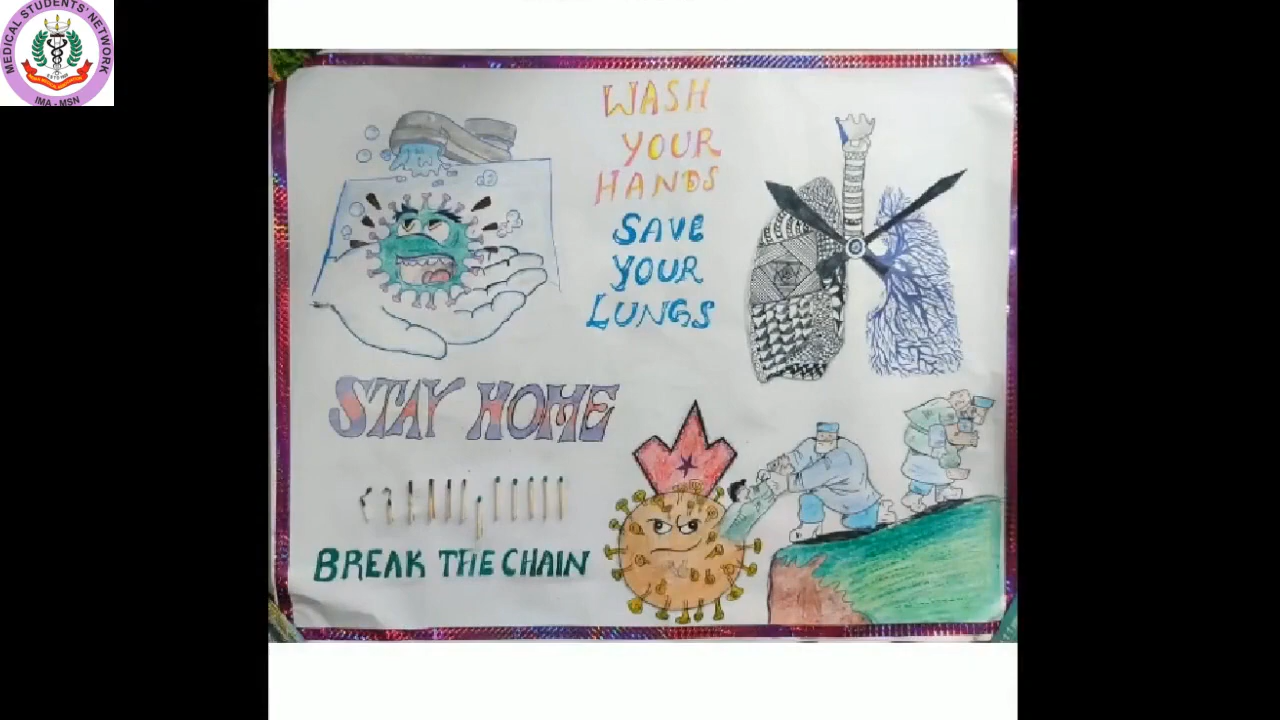 MEDICAL STUDENTS' NETWORK
IMA - MSN
WASH
YOUR
HANDS
SAVE
YOUR
LUNGS
STAY HOME
BREAK THE CHAIN